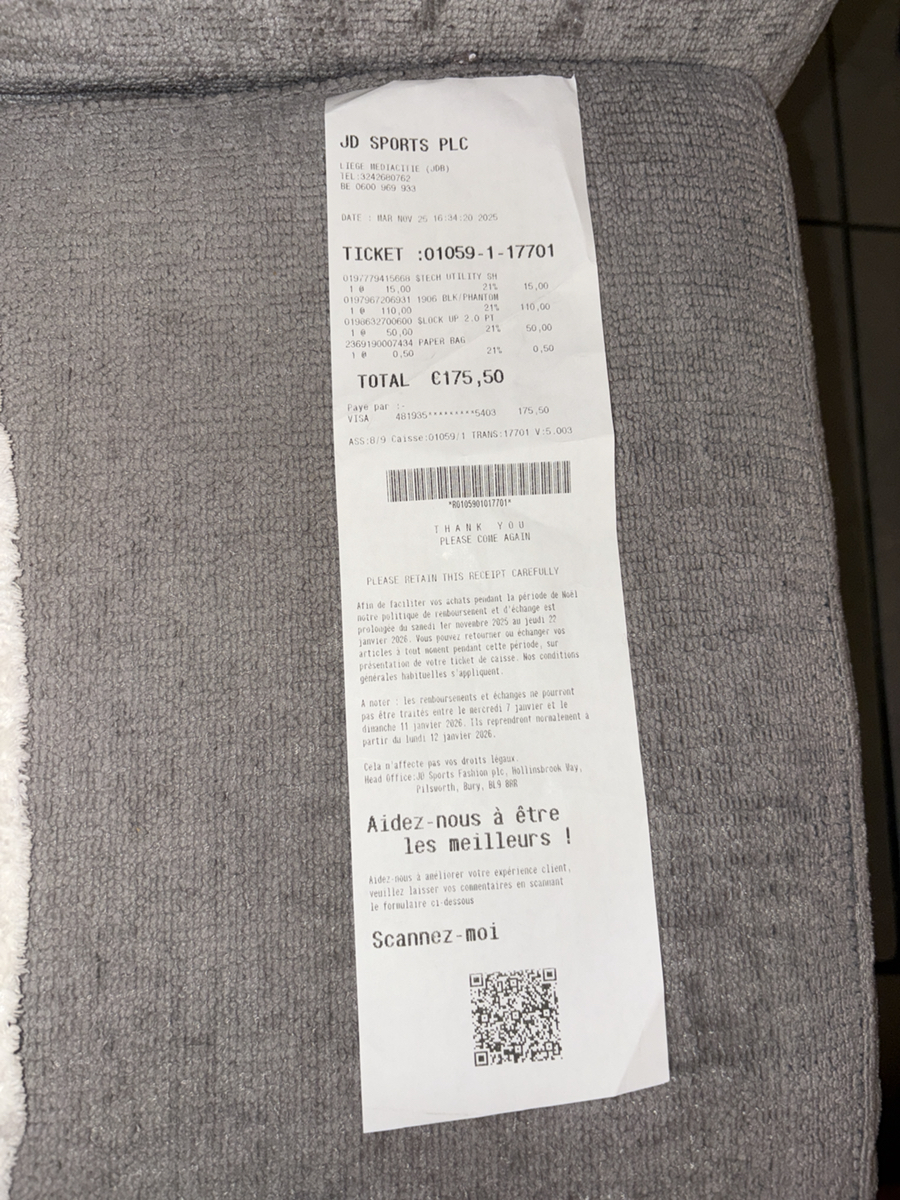 JD SPORTS PLC
LIEGE MEDIACITIE (JDB)
TEL:3242680762
BE 0600 969 933
DATE : MAR NOV 25 16:34:20 2025
TICKET :01059-1-17701
0197779415668 $TECH UTILITY SH
1 @ 15,00 21% 15,00
0197967206931 1906 BLK/PHANTOM
1 @ 110,00 21% 110,00
0198632700600 $LOCK UP 2.0 PT
1 @ 50,00 21% 50,00
2369190007434 PAPER BAG
1 @ 0,50 21% 0,50
TOTAL €175,50
Payé par :-
VISA 481935*********5403 175,50
ASS:8/9 Caisse:01059/1 TRANS:17701 V:5.003
*R0105901017701*
THANK YOU
PLEASE COME AGAIN
PLEASE RETAIN THIS RECEIPT CAREFULLY
Afin de faciliter vos achats pendant la période de Noël
notre politique de remboursement et d'échange est
prolongée du samedi 1er novembre 2025 au jeudi 22
janvier 2026. Vous pouvez retourner ou échanger vos
articles à tout moment pendant cette période, sur
présentation de votre ticket de caisse. Nos conditions
générales habituelles s'appliquent.
A noter : les remboursements et échanges ne pourront
pas être traités entre le mercredi 7 janvier et le
dimanche 11 janvier 2026. Ils reprendront normalement à
partir du lundi 12 janvier 2026.
Cela n'affecte pas vos droits légaux.
Head Office:JD Sports Fashion plc, Hollinsbrook Way,
Pilsworth, Bury, BL9 8RR
Aidez-nous à être
les meilleurs !
Aidez-nous à améliorer votre expérience client,
veuillez laisser vos commentaires en scannant
le formulaire ci-dessous
Scannez-moi